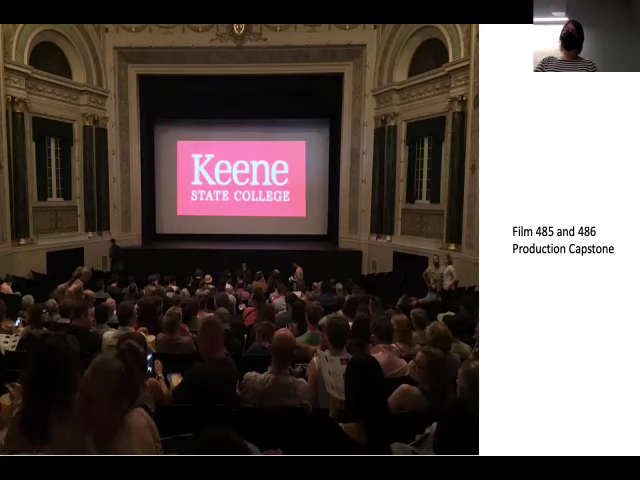 Keene
STATE COLLEGE
Film 485 and 486
Production Capstone